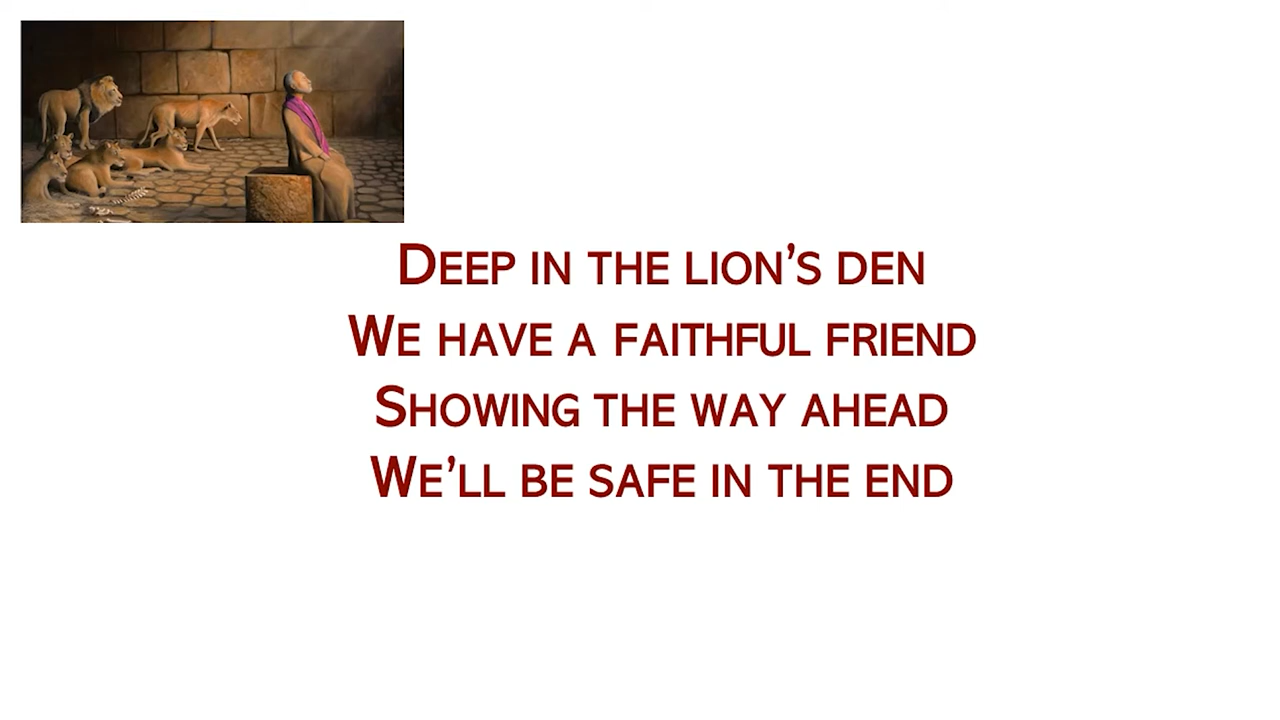 Deep in the lion’s den
We have a faithful friend
Showing the way ahead
We’ll be safe in the end